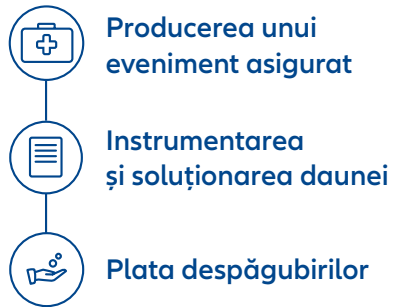 Producerea unui
eveniment asigurat
Instrumentarea
și soluționarea daunei
Plata despăgubirilor